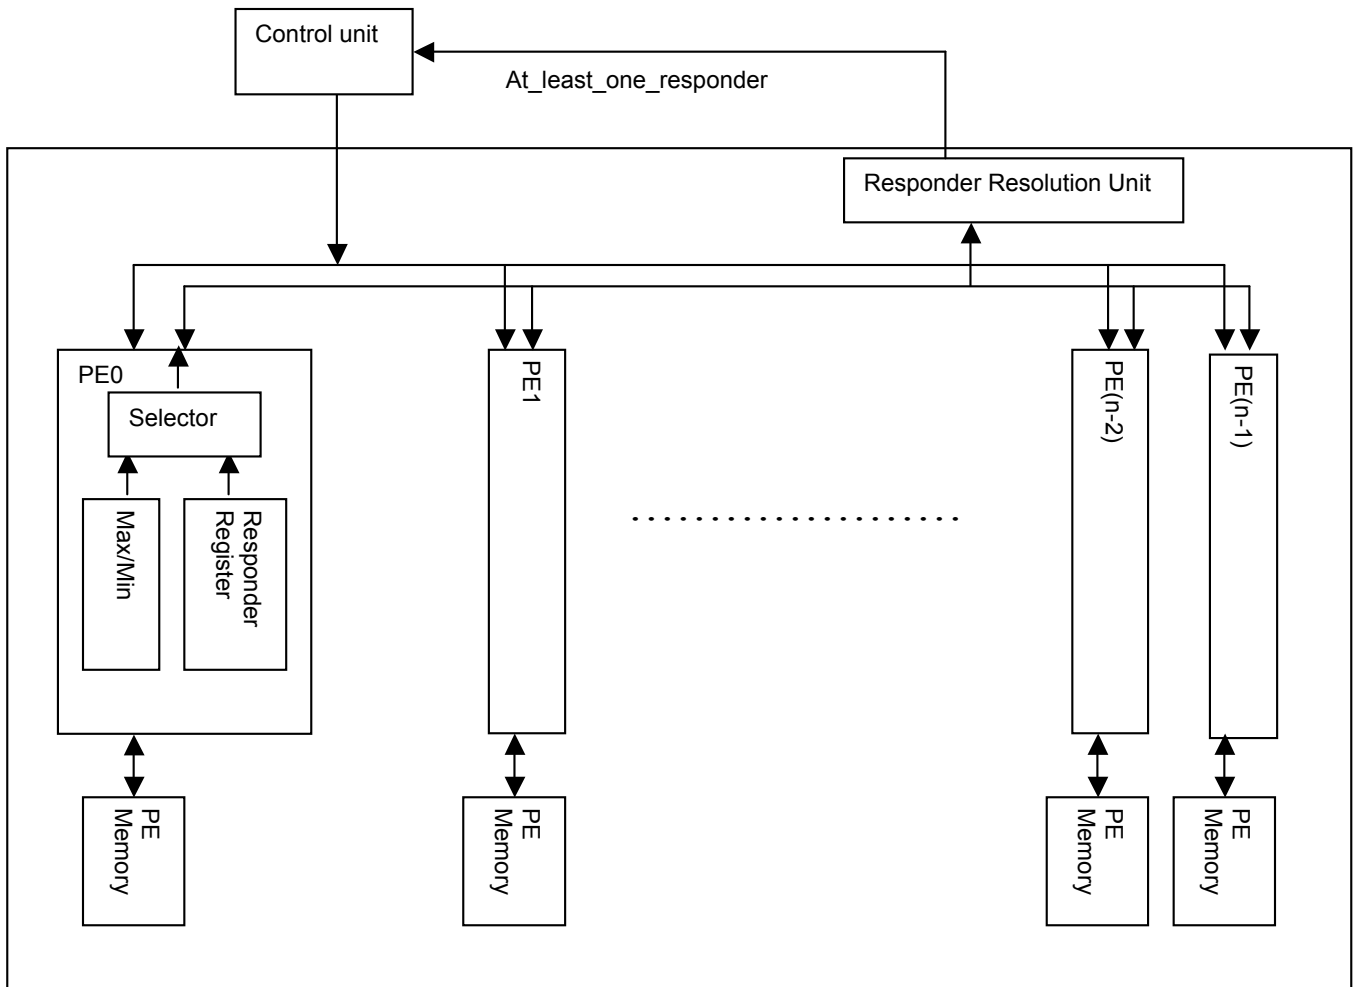 Control unit
At_least_one_responder
Responder Resolution Unit
PE0
Selector
Max/Min
Responder
Register
PE1
PE(n-2)
PE(n-1)
PE
Memory
PE
Memory
PE
Memory
PE
Memory